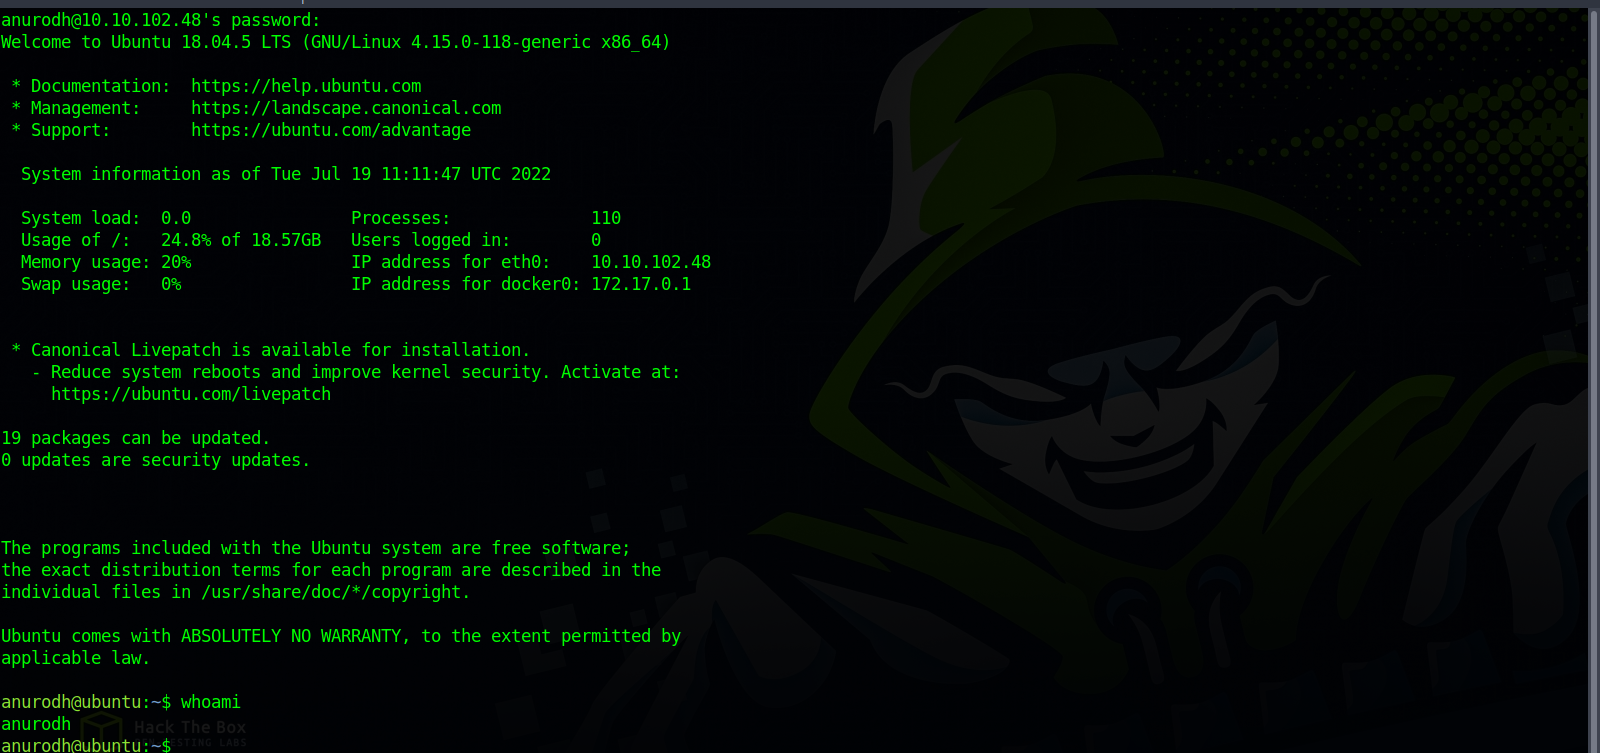 anurodh@10.10.102.48's password:
Welcome to Ubuntu 18.04.5 LTS (GNU/Linux 4.15.0-118-generic x86_64)
* Documentation:  https://help.ubuntu.com
* Management:     https://landscape.canonical.com
* Support:        https://ubuntu.com/advantage
System information as of Tue Jul 19 11:11:47 UTC 2022
System load:  0.0                Processes:              110
Usage of /:   24.8% of 18.57GB   Users logged in:        0
Memory usage: 20%                IP address for eth0:    10.10.102.48
Swap usage:   0%                 IP address for docker0: 172.17.0.1
* Canonical Livepatch is available for installation.
- Reduce system reboots and improve kernel security. Activate at:
https://ubuntu.com/livepatch
19 packages can be updated.
0 updates are security updates.
The programs included with the Ubuntu system are free software;
the exact distribution terms for each program are described in the
individual files in /usr/share/doc/*/copyright.
Ubuntu comes with ABSOLUTELY NO WARRANTY, to the extent permitted by
applicable law.
anurodh@ubuntu:~$ whoami
anurodh
Hack The Box
anurodh@ubuntu:~$
TESTING LABS